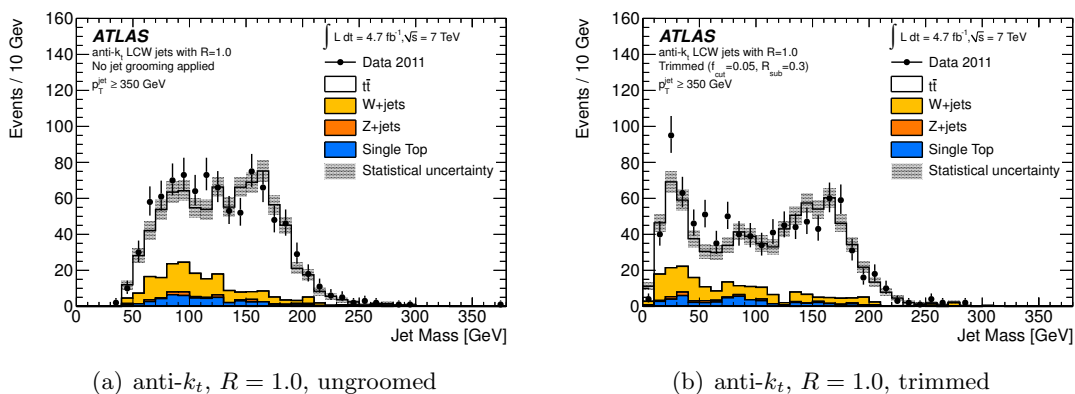 Events / 10 Gev
160
140
120
100
80
60
40
20
0
ATLAS
anti-kt LCW jets with R=1.0
No jet grooming applied
pTjet ≥ 350 GeV
∫ L dt = 4.7 fb-1,√s = 7 TeV
Data 2011
tt̄
W+jets
Z+jets
Single Top
Statistical uncertainty
0 50 100 150 200 250 300 350
Jet Mass [GeV]
(a) anti-kt, R = 1.0, ungroomed
Events / 10 Gev
160
140
120
100
80
60
40
20
0
ATLAS
anti-kt LCW jets with R=1.0
Trimmed (fcut=0.05, Rsub=0.3)
pTjet ≥ 350 GeV
∫ L dt = 4.7 fb-1,√s = 7 TeV
Data 2011
tt̄
W+jets
Z+jets
Single Top
Statistical uncertainty
0 50 100 150 200 250 300 350
Jet Mass [GeV]
(b) anti-kt, R = 1.0, trimmed